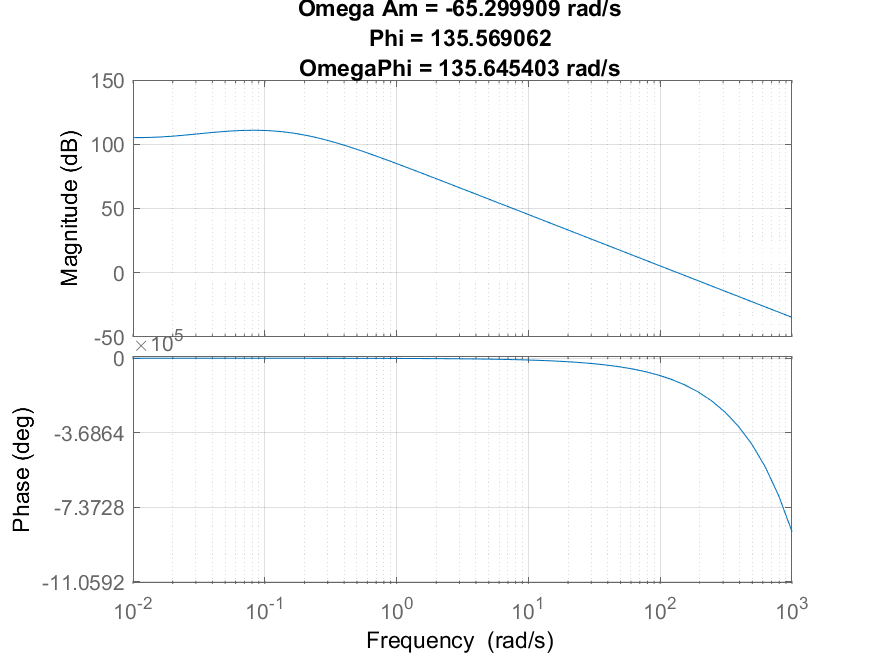 Omega Am = -65.299909 rad/s
Phi = 135.569062
OmegaPhi = 135.645403 rad/s
150
100
50
0
-50
Magnitude (dB)
×10^5
0
-3.6864
-7.3728
-11.0592
Phase (deg)
10^-2 10^-1 10^0 10^1 10^2 10^3
Frequency (rad/s)